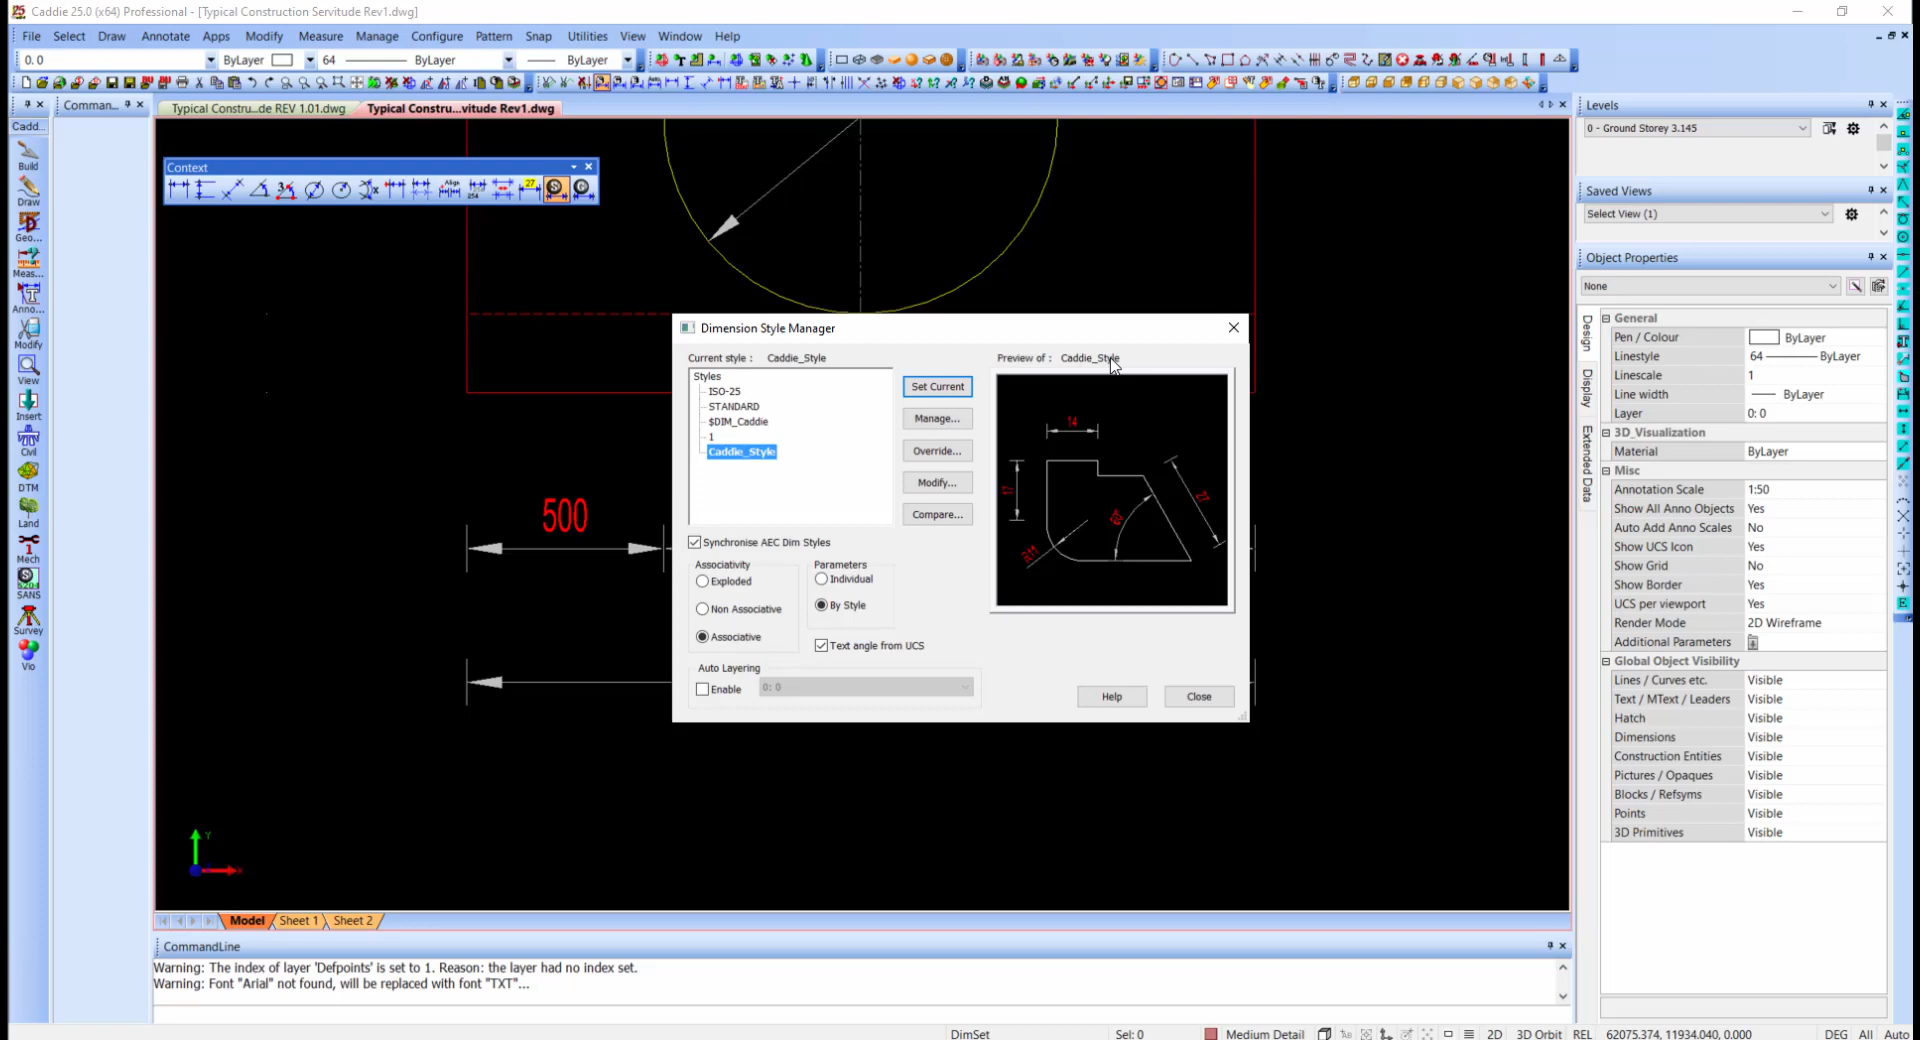 Caddie 25.0 (x64) Professional - [Typical Construction Servitude Rev1.dwg]
File Select Draw Annotate Apps Modify Measure Manage Configure Pattern Snap Utilities View Window Help
0. 0 ByLayer 64 ByLayer ByLayer
Comman...
Typical Constru...de REV 1.01.dwg Typical Constru...vitude Rev1.dwg
Cadd...
Build
Draw
Geo...
Meas...
Anno...
Modify
View
Insert
Civil
DTM
Land
Mech
SANS
Survey
Vio
Context
500
Dimension Style Manager
Current style : Caddie_Style
Styles
ISO-25
STANDARD
$DIM_Caddie
1
Caddie_Style
Set Current
Manage...
Override...
Modify...
Compare...
Preview of : Caddie_Style
14
17
27
60°
R11
Synchronise AEC Dim Styles
Associativity
Exploded
Non Associative
Associative
Parameters
Individual
By Style
Text angle from UCS
Auto Layering
Enable 0: 0
Help Close
Y
X
Model Sheet 1 Sheet 2
CommandLine
Warning: The index of layer 'Defpoints' is set to 1. Reason: the layer had no index set.
Warning: Font "Arial" not found, will be replaced with font "TXT"...
Levels
0 - Ground Storey 3.145
Saved Views
Select View (1)
Object Properties
None
Design
Display
Extended Data
General
Pen / Colour ByLayer
Linestyle 64 ByLayer
Linescale 1
Line width ByLayer
Layer 0: 0
3D_Visualization
Material ByLayer
Misc
Annotation Scale 1:50
Show All Anno Objects Yes
Auto Add Anno Scales No
Show UCS Icon Yes
Show Grid No
Show Border Yes
UCS per viewport Yes
Render Mode 2D Wireframe
Additional Parameters
Global Object Visibility
Lines / Curves etc. Visible
Text / MText / Leaders Visible
Hatch Visible
Dimensions Visible
Construction Entities Visible
Pictures / Opaques Visible
Blocks / Refsyms Visible
Points Visible
3D Primitives Visible
DimSet Sel: 0 Medium Detail 2D 3D Orbit REL 62075.374, 11934.040, 0.000 DEG All Auto